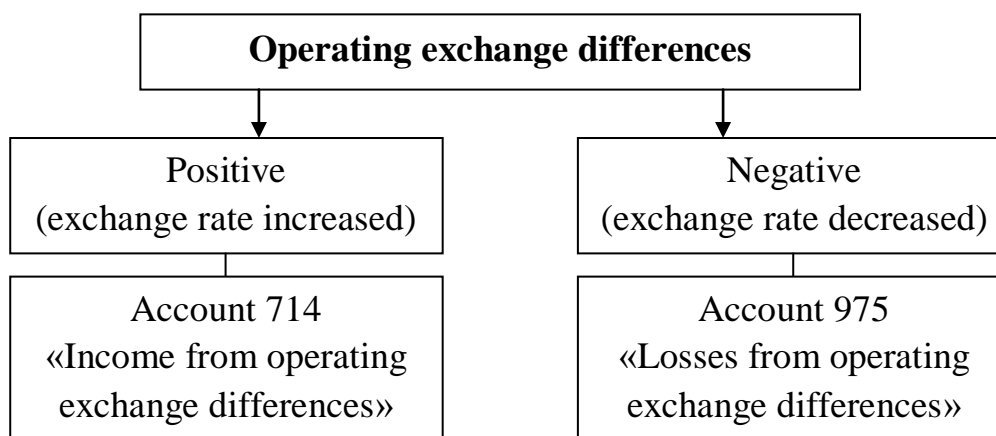 Operating exchange differences
Positive
(exchange rate increased)
Negative
(exchange rate decreased)
Account 714
«Income from operating
exchange differences»
Account 975
«Losses from operating
exchange differences»